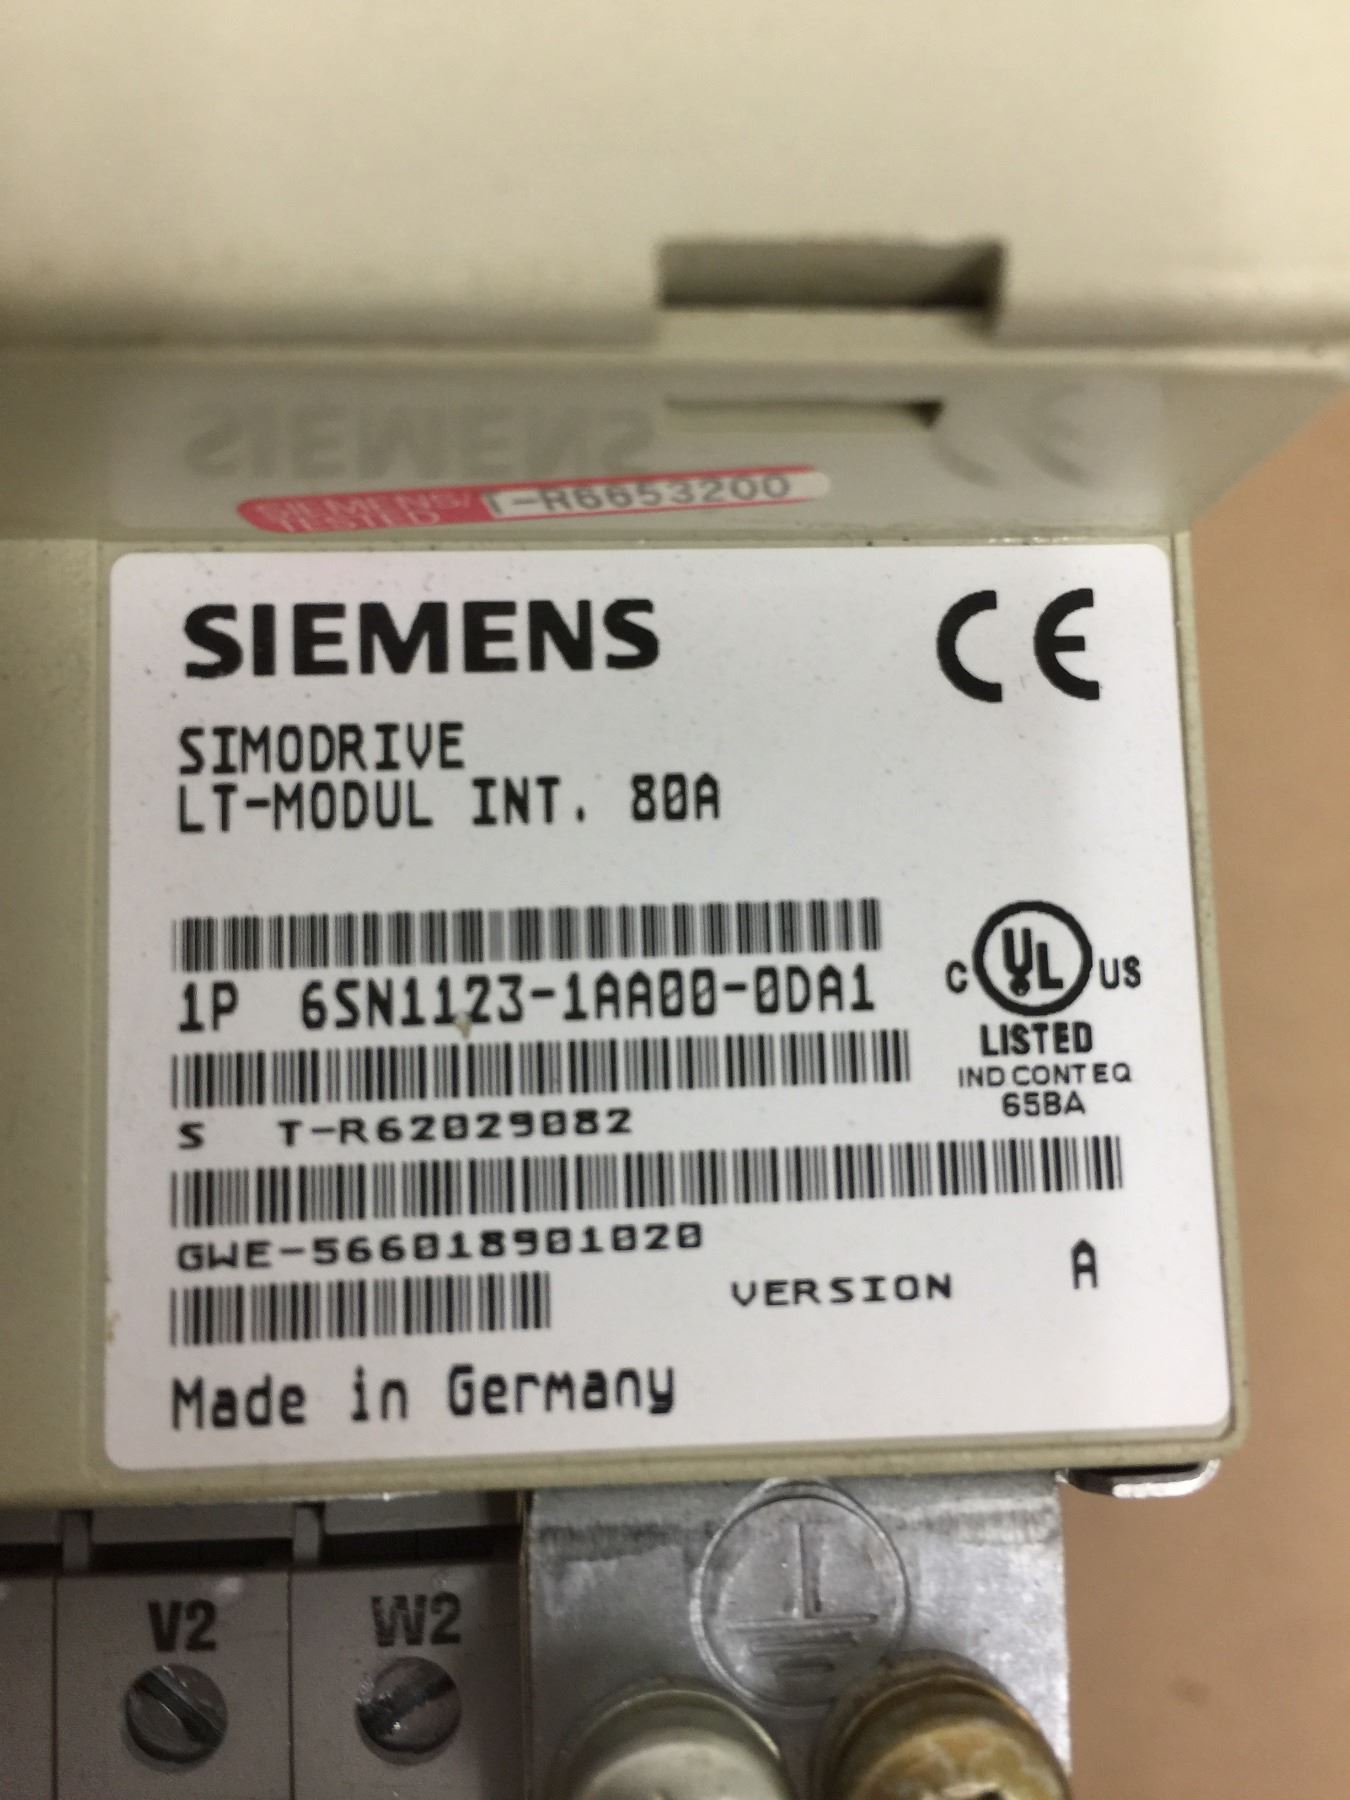 SIEMENS/ T-R6653200
TESTED
SIEMENS CE
SIMODRIVE
LT-MODUL INT. 80A
1P 6SN1123-1AA00-0DA1
C UL US
LISTED
IND CONT EQ
65BA
S T-R62029082
GWE-566018901020
VERSION A
Made in Germany
V2 W2